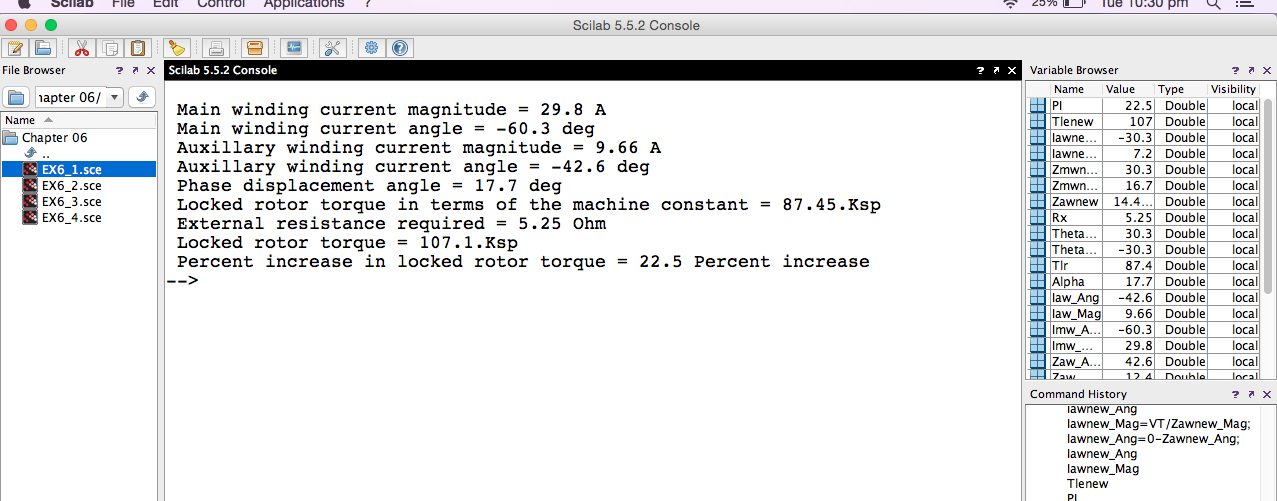 Scilab File Edit Control Applications ? 25% Tue 10:30 pm
Scilab 5.5.2 Console
File Browser ? ↗ X
Scilab 5.5.2 Console ? ↗ X
Variable Browser ? ↗ X
hapter 06/
Name
Chapter 06
..
EX6_1.sce
EX6_2.sce
EX6_3.sce
EX6_4.sce
Main winding current magnitude = 29.8 A
Main winding current angle = -60.3 deg
Auxillary winding current magnitude = 9.66 A
Auxillary winding current angle = -42.6 deg
Phase displacement angle = 17.7 deg
Locked rotor torque in terms of the machine constant = 87.45.Ksp
External resistance required = 5.25 Ohm
Locked rotor torque = 107.1.Ksp
Percent increase in locked rotor torque = 22.5 Percent increase
-->
Name Value Type Visibility
PI 22.5 Double local
Tlenew 107 Double local
Iawne... -30.3 Double local
Iawne... 7.2 Double local
Zmwn... 30.3 Double local
Zmwn... 16.7 Double local
Zawnew 14.4... Double local
Rx 5.25 Double local
Theta... 30.3 Double local
Theta... -30.3 Double local
Tlr 87.4 Double local
Alpha 17.7 Double local
Iaw_Ang -42.6 Double local
Iaw_Mag 9.66 Double local
Imw_A... -60.3 Double local
Imw_... 29.8 Double local
Zaw_A... 42.6 Double local
Zaw 12.4 Double local
Command History ? ↗ X
Iawnew_Ang
Iawnew_Mag=VT/Zawnew_Mag;
Iawnew_Ang=0-Zawnew_Ang;
Iawnew_Ang
Iawnew_Mag
Tlenew
PI